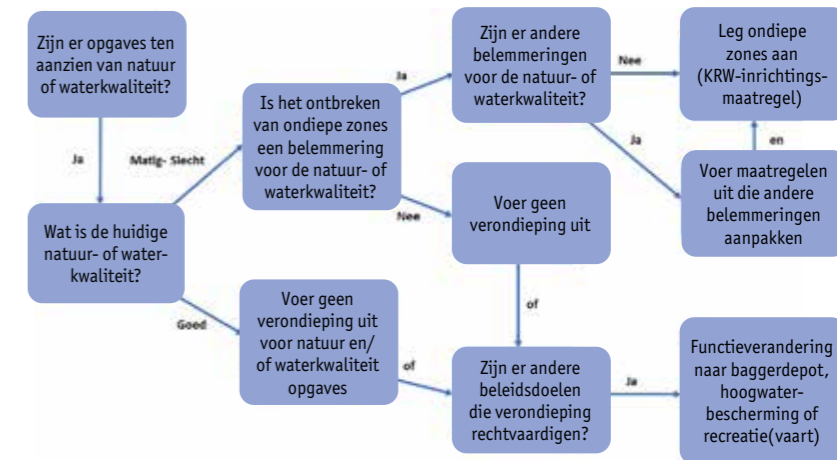 Zijn er opgaves ten
aanzien van natuur
of waterkwaliteit?
Ja
Wat is de huidige
natuur- of water-
kwaliteit?
Matig- Slecht
Is het ontbreken
van ondiepe zones
een belemmering
voor de natuur- of
waterkwaliteit?
Ja
Zijn er andere
belemmeringen
voor de natuur- of
waterkwaliteit?
Nee
Leg ondiepe
zones aan
(KRW-inrichtings-
maatregel)
Ja
en
Voer maatregelen
uit die andere
belemmeringen
aanpakken
Nee
Voer geen
verondieping uit
of
Goed
Voer geen
verondieping uit
voor natuur en/
of waterkwaliteit
opgaves
of
Zijn er andere
beleidsdoelen
die verondieping
rechtvaardigen?
Ja
Functieverandering
naar baggerdepot,
hoogwater-
bescherming of
recreatie(vaart)